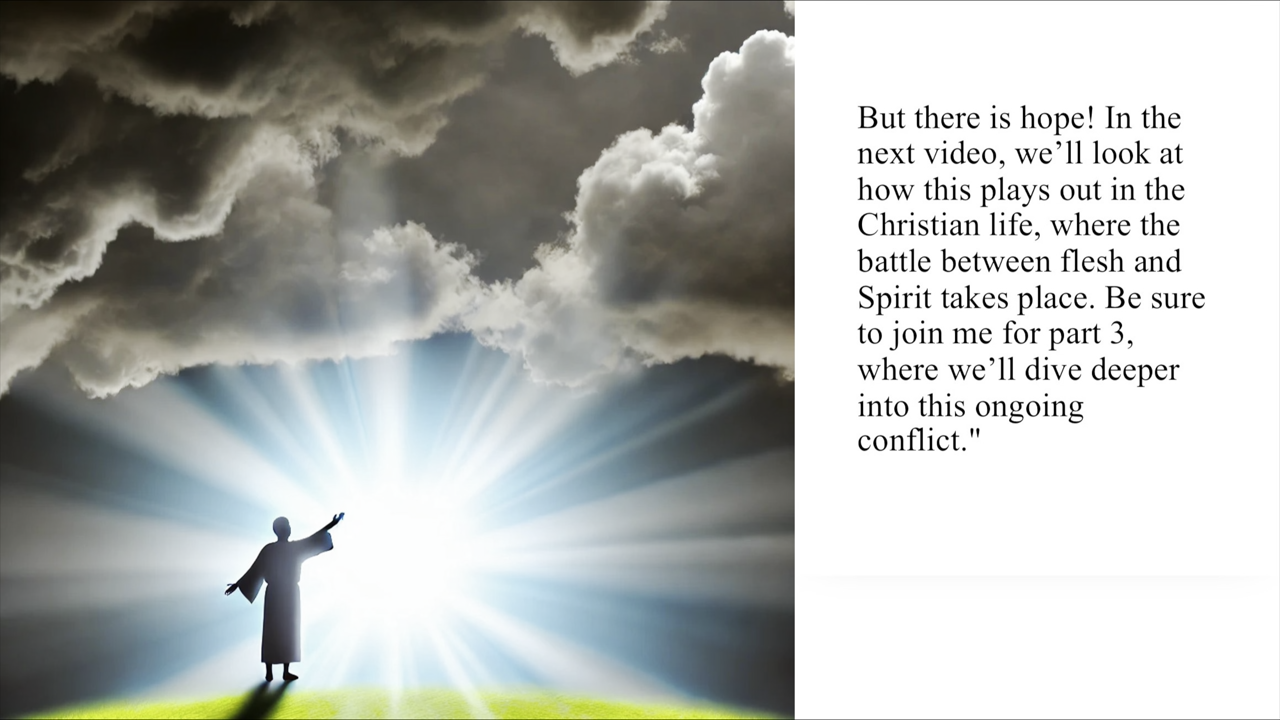 But there is hope! In the
next video, we’ll look at
how this plays out in the
Christian life, where the
battle between flesh and
Spirit takes place. Be sure
to join me for part 3,
where we’ll dive deeper
into this ongoing
conflict."